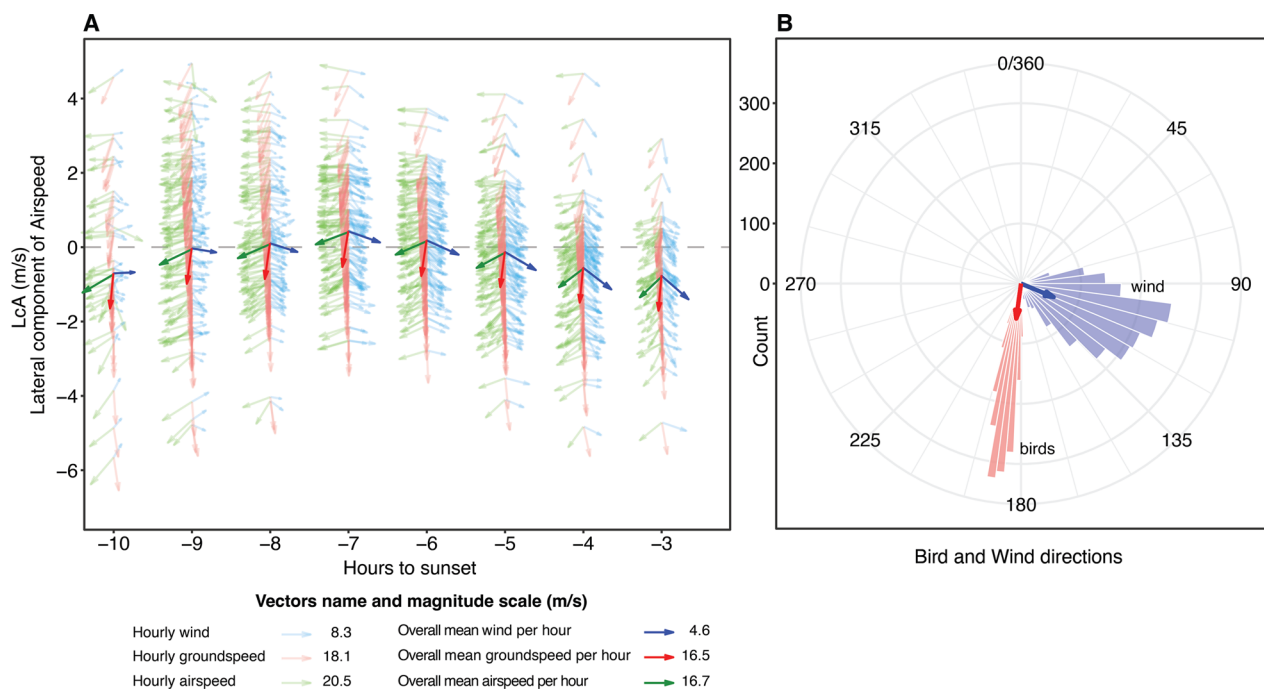 A
B
LcA (m/s)
Lateral component of Airspeed
4
2
0
−2
−4
−6
−10
−9
−8
−7
−6
−5
−4
−3
Hours to sunset
Count
300
200
100
0
0/360
45
90
135
180
225
270
315
wind
birds
Bird and Wind directions
Vectors name and magnitude scale (m/s)
Hourly wind 8.3 Overall mean wind per hour 4.6
Hourly groundspeed 18.1 Overall mean groundspeed per hour 16.5
Hourly airspeed 20.5 Overall mean airspeed per hour 16.7